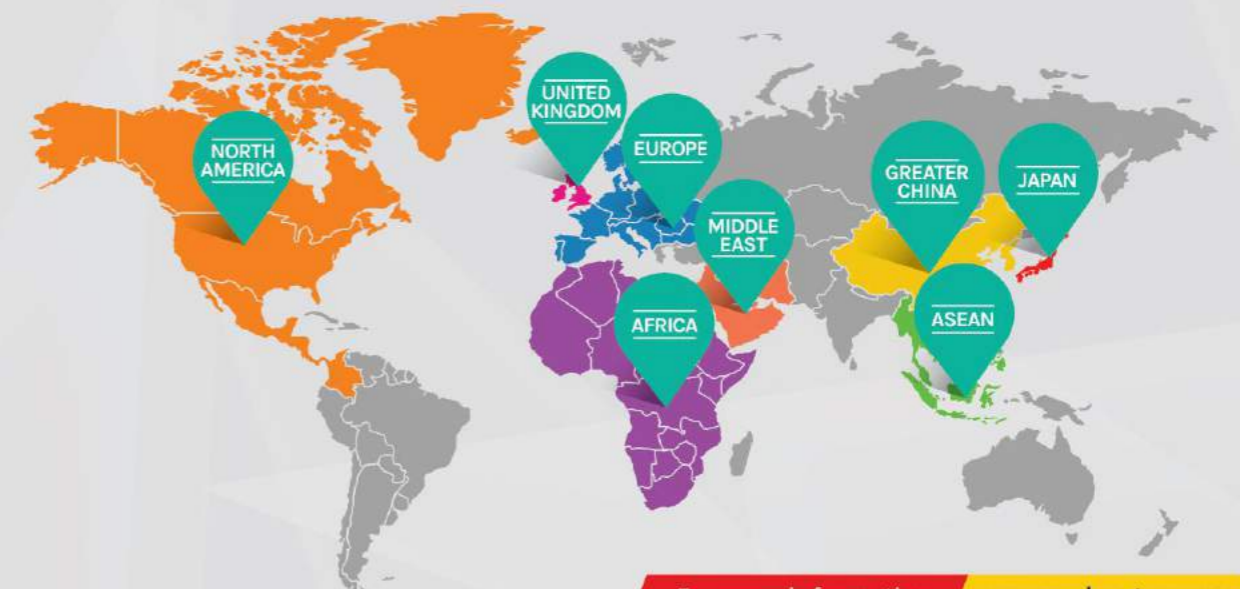 UNITED
KINGDOM
EUROPE
NORTH
AMERICA
GREATER
CHINA
JAPAN
MIDDLE
EAST
AFRICA
ASEAN